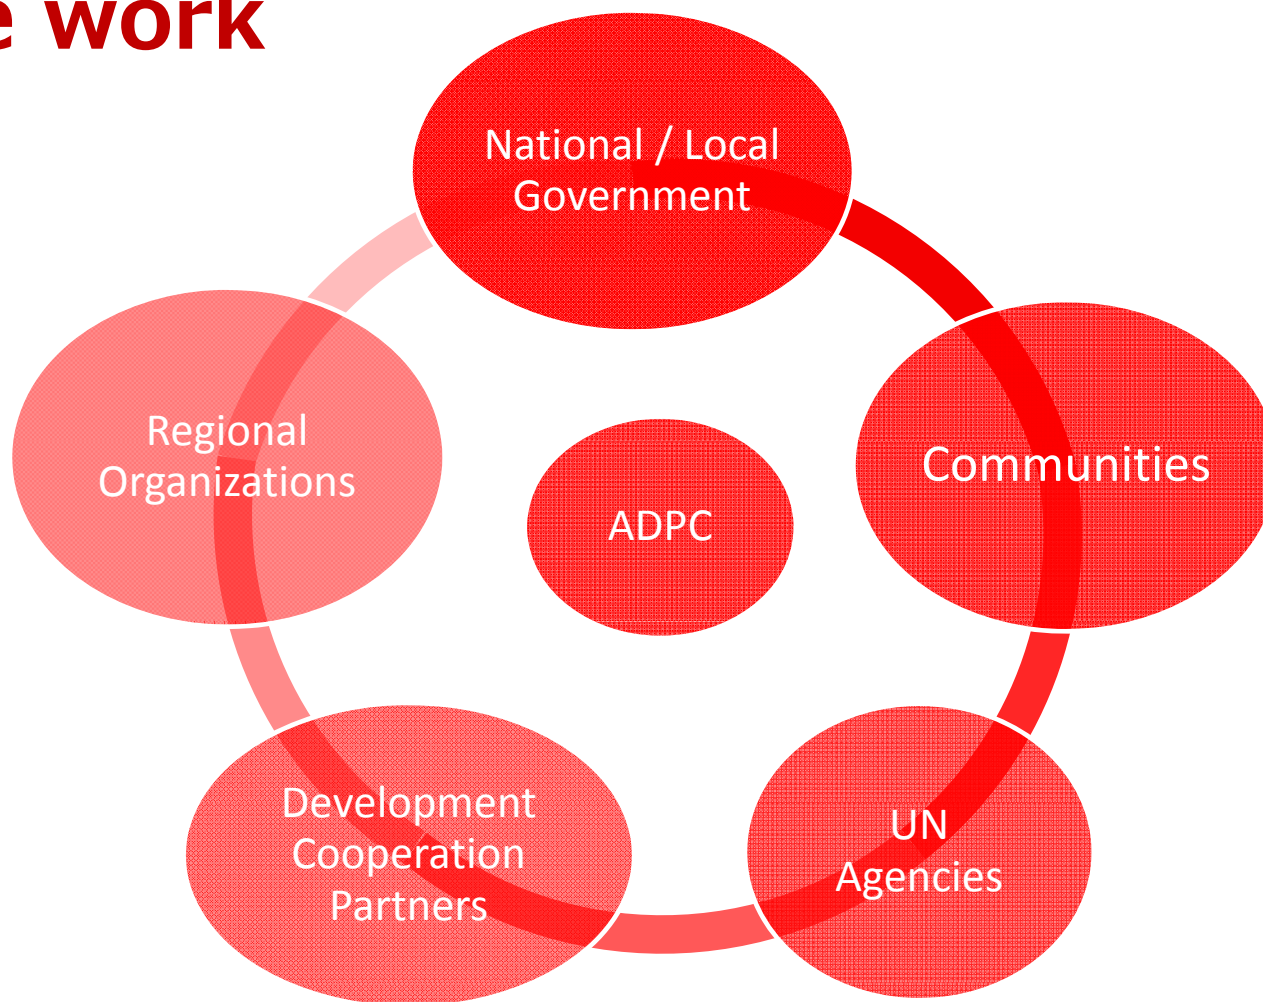 e work
National / Local
Government
Regional
Organizations
Communities
ADPC
Development
Cooperation
Partners
UN
Agencies